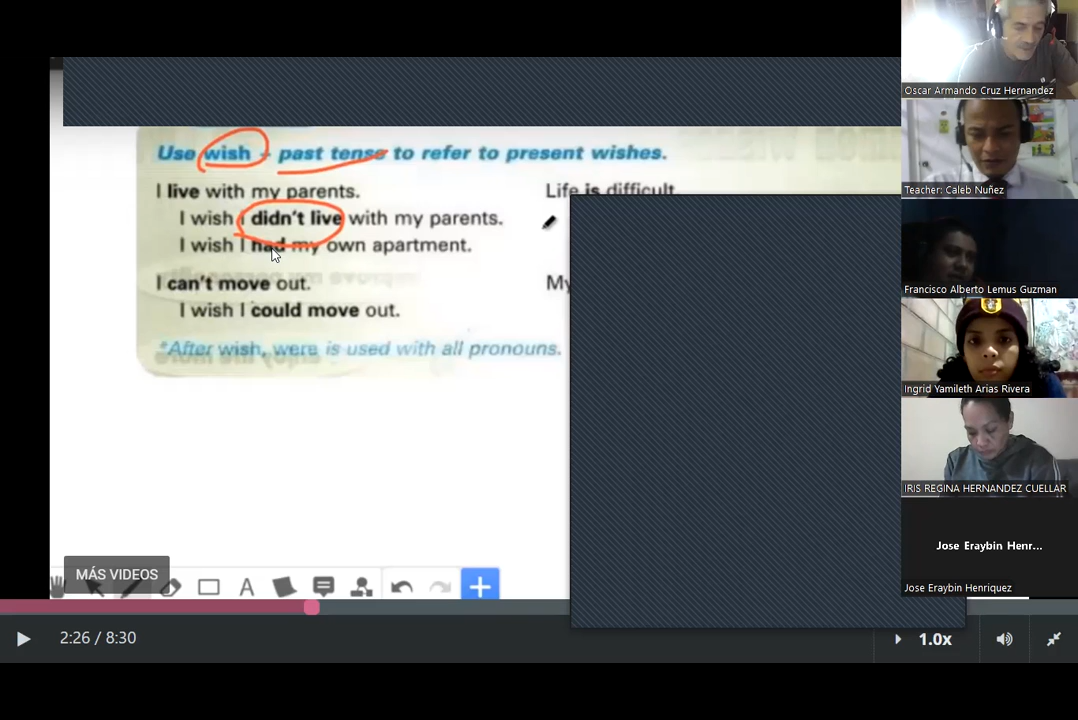 Oscar Armando Cruz Hernandez
Use wish + past tense to refer to present wishes.
Teacher: Caleb Nuñez
I live with my parents.
Life is difficult.
I wish I didn't live with my parents.
I wish I had my own apartment.
Francisco Alberto Lemus Guzman
I can't move out.
My
I wish I could move out.
*After wish, were is used with all pronouns.
Ingrid Yamileth Arias Rivera
IRIS REGINA HERNANDEZ CUELLAR
Jose Eraybin Henr...
MÁS VIDEOS
Jose Eraybin Henriquez
A
2:26 / 8:30
1.0x